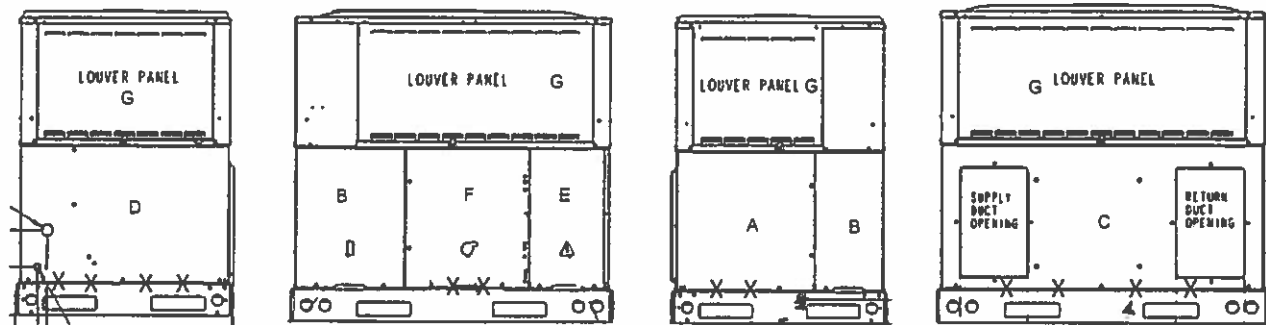 LOUVER PANEL
G
D
LOUVER PANEL G
B F E
LOUVER PANEL G
A B
G LOUVER PANEL
SUPPLY
DUCT
OPENING
C
RETURN
DUCT
OPENING